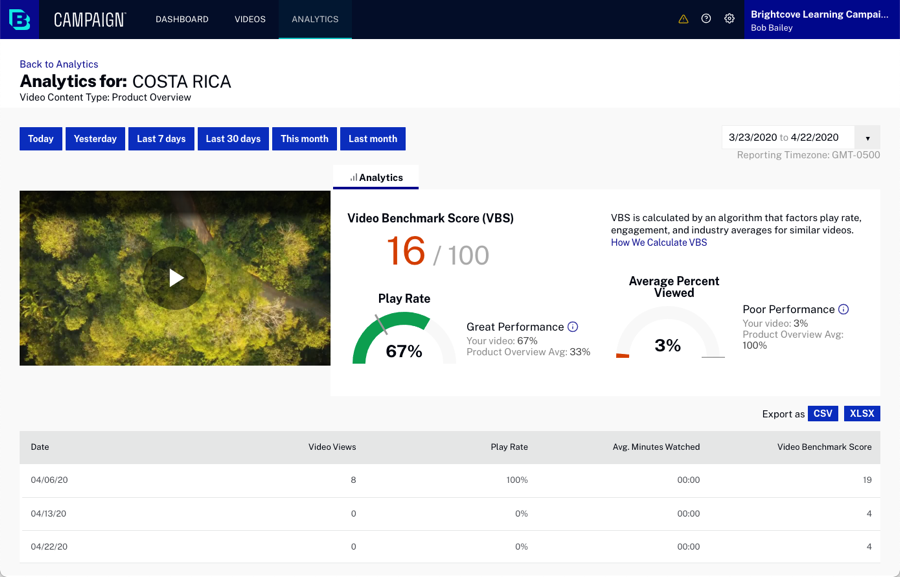 CAMPAIGN
DASHBOARD
VIDEOS
ANALYTICS
Brightcove Learning Campai...
Bob Bailey
Back to Analytics
Analytics for: COSTA RICA
Video Content Type: Product Overview
Today
Yesterday
Last 7 days
Last 30 days
This month
Last month
3/23/2020 to 4/22/2020
Reporting Timezone: GMT-0500
Analytics
Video Benchmark Score (VBS)
16 / 100
VBS is calculated by an algorithm that factors play rate,
engagement, and industry averages for similar videos.
How We Calculate VBS
Play Rate
67%
Great Performance
Your video: 67%
Product Overview Avg: 33%
Average Percent
Viewed
3%
Poor Performance
Your video: 3%
Product Overview Avg:
100%
Export as CSV XLSX
Date Video Views Play Rate Avg. Minutes Watched Video Benchmark Score
04/06/20 8 100% 00:00 19
04/13/20 0 0% 00:00 4
04/22/20 0 0% 00:00 4